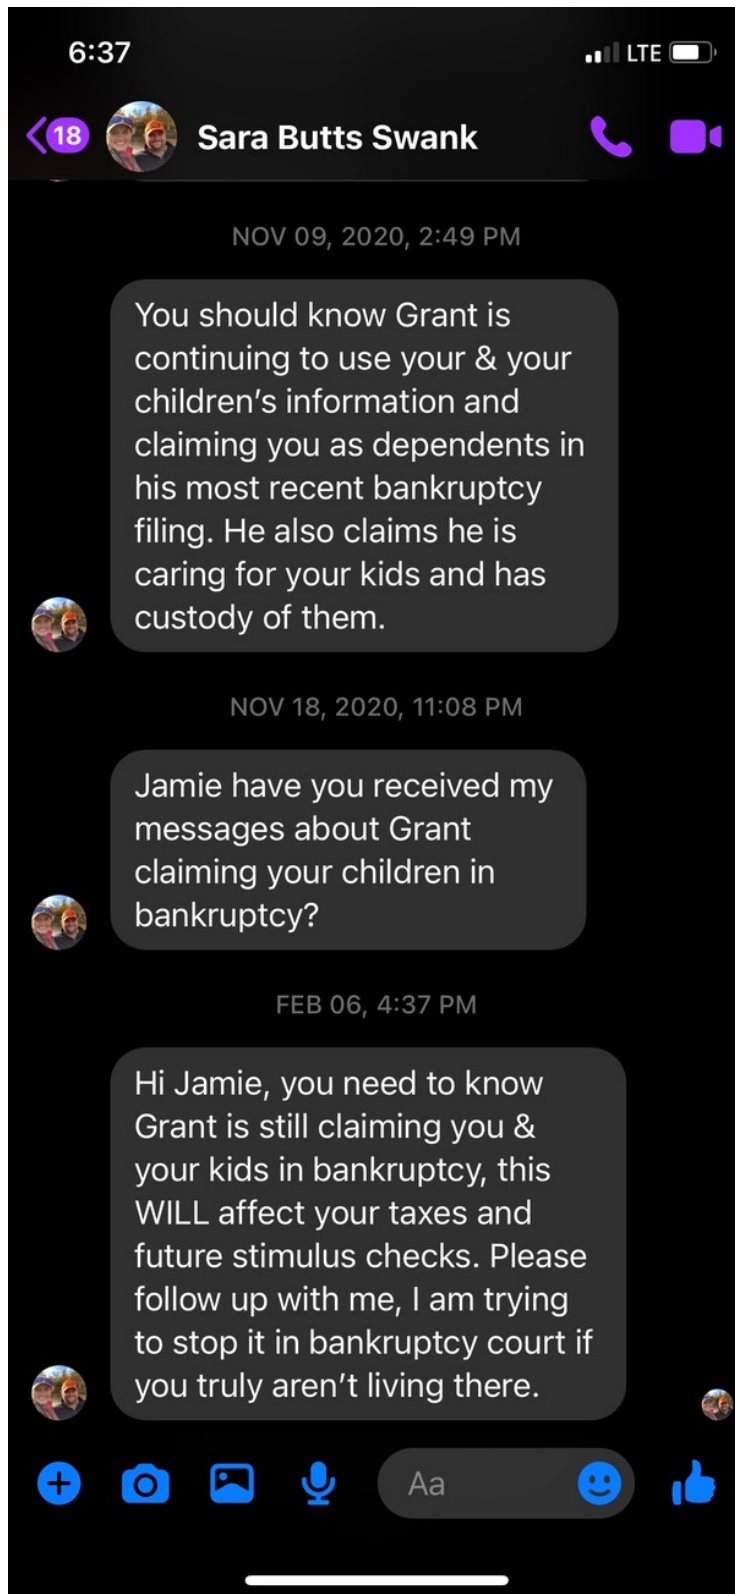 6:37
LTE
18
Sara Butts Swank
NOV 09, 2020, 2:49 PM
You should know Grant is
continuing to use your & your
children’s information and
claiming you as dependents in
his most recent bankruptcy
filing. He also claims he is
caring for your kids and has
custody of them.
NOV 18, 2020, 11:08 PM
Jamie have you received my
messages about Grant
claiming your children in
bankruptcy?
FEB 06, 4:37 PM
Hi Jamie, you need to know
Grant is still claiming you &
your kids in bankruptcy, this
WILL affect your taxes and
future stimulus checks. Please
follow up with me, I am trying
to stop it in bankruptcy court if
you truly aren’t living there.
Aa